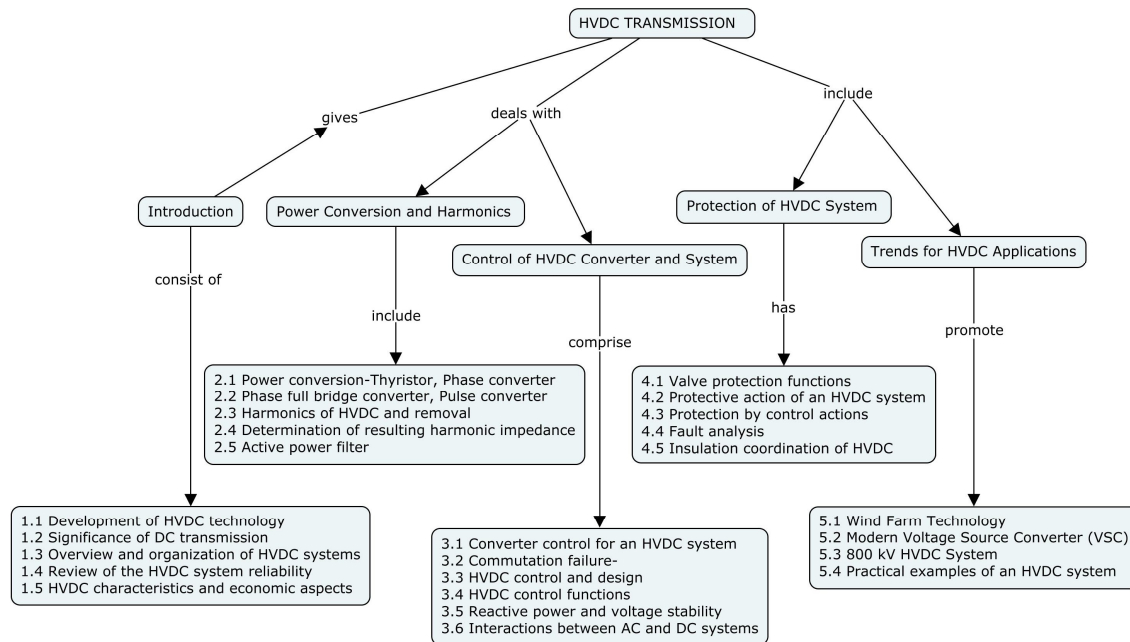 HVDC TRANSMISSION
gives
deals with
include
Introduction
Power Conversion and Harmonics
Protection of HVDC System
Control of HVDC Converter and System
Trends for HVDC Applications
consist of
include
comprise
has
promote
2.1 Power conversion-Thyristor, Phase converter
2.2 Phase full bridge converter, Pulse converter
2.3 Harmonics of HVDC and removal
2.4 Determination of resulting harmonic impedance
2.5 Active power filter
4.1 Valve protection functions
4.2 Protective action of an HVDC system
4.3 Protection by control actions
4.4 Fault analysis
4.5 Insulation coordination of HVDC
1.1 Development of HVDC technology
1.2 Significance of DC transmission
1.3 Overview and organization of HVDC systems
1.4 Review of the HVDC system reliability
1.5 HVDC characteristics and economic aspects
3.1 Converter control for an HVDC system
3.2 Commutation failure-
3.3 HVDC control and design
3.4 HVDC control functions
3.5 Reactive power and voltage stability
3.6 Interactions between AC and DC systems
5.1 Wind Farm Technology
5.2 Modern Voltage Source Converter (VSC)
5.3 800 kV HVDC System
5.4 Practical examples of an HVDC system